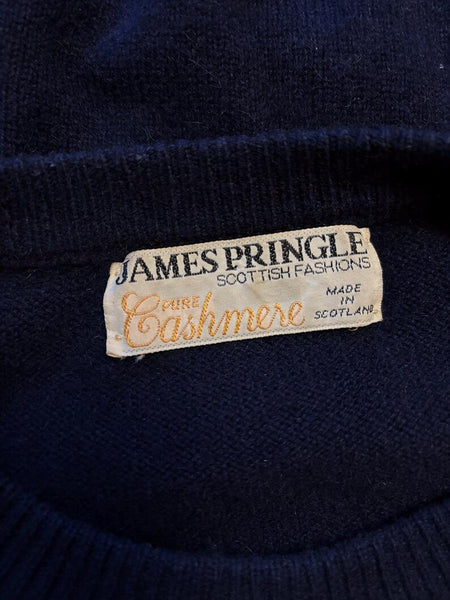 JAMES PRINGLE
SCOTTISH FASHIONS
PURE
Cashmere
MADE
IN
SCOTLAND